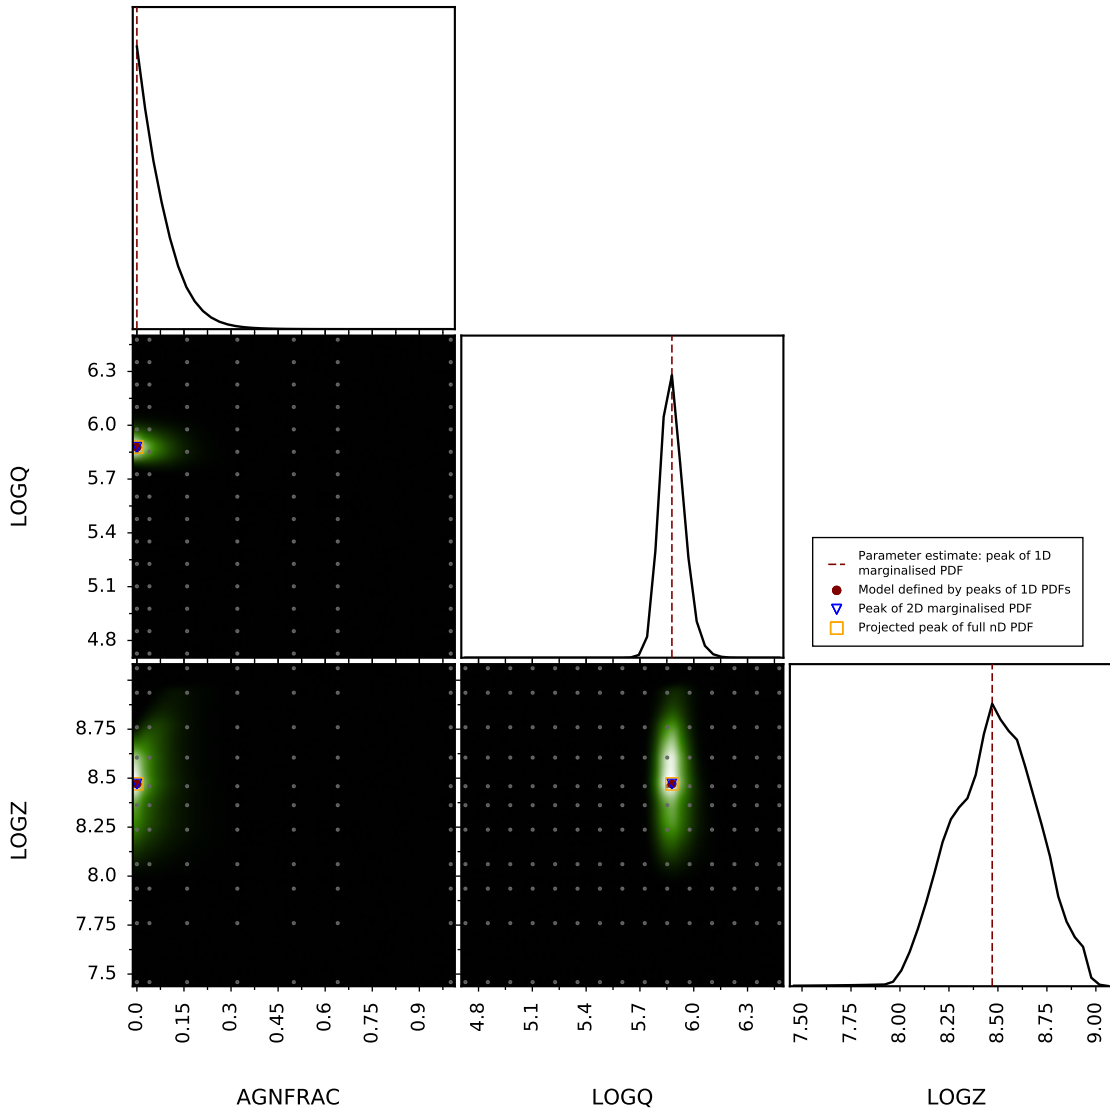 LOGQ
6.3
6.0
5.7
5.4
5.1
4.8
Parameter estimate: peak of 1D
marginalised PDF
Model defined by peaks of 1D PDFs
Peak of 2D marginalised PDF
Projected peak of full nD PDF
LOGZ
8.75
8.5
8.25
8.0
7.75
7.5
0.0 0.15 0.3 0.45 0.6 0.75 0.9
4.8 5.1 5.4 5.7 6.0 6.3
7.50 7.75 8.00 8.25 8.50 8.75 9.00
AGNFRAC LOGQ LOGZ